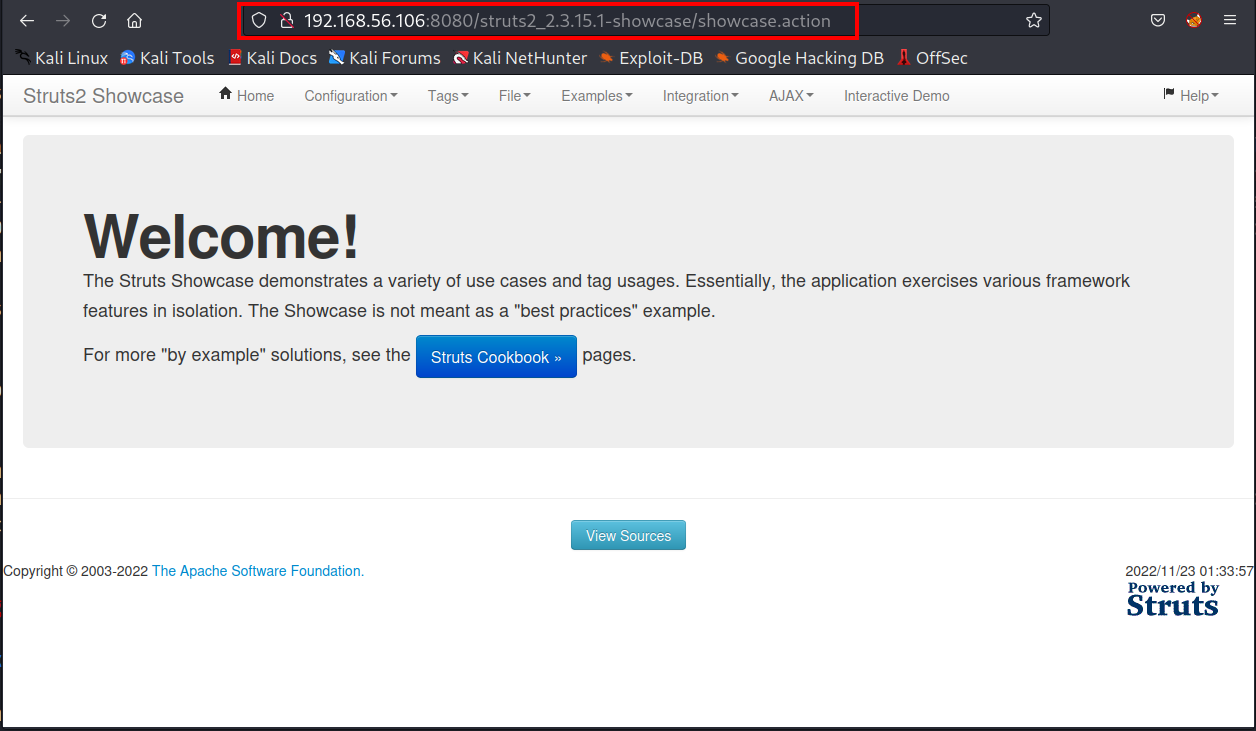 192.168.56.106:8080/struts2_2.3.15.1-showcase/showcase.action
Kali Linux Kali Tools Kali Docs Kali Forums Kali NetHunter Exploit-DB Google Hacking DB OffSec
Struts2 Showcase Home Configuration Tags File Examples Integration AJAX Interactive Demo Help
Welcome!
The Struts Showcase demonstrates a variety of use cases and tag usages. Essentially, the application exercises various framework
features in isolation. The Showcase is not meant as a "best practices" example.
For more "by example" solutions, see the Struts Cookbook » pages.
View Sources
Copyright © 2003-2022 The Apache Software Foundation. 2022/11/23 01:33:57
Powered by
Struts